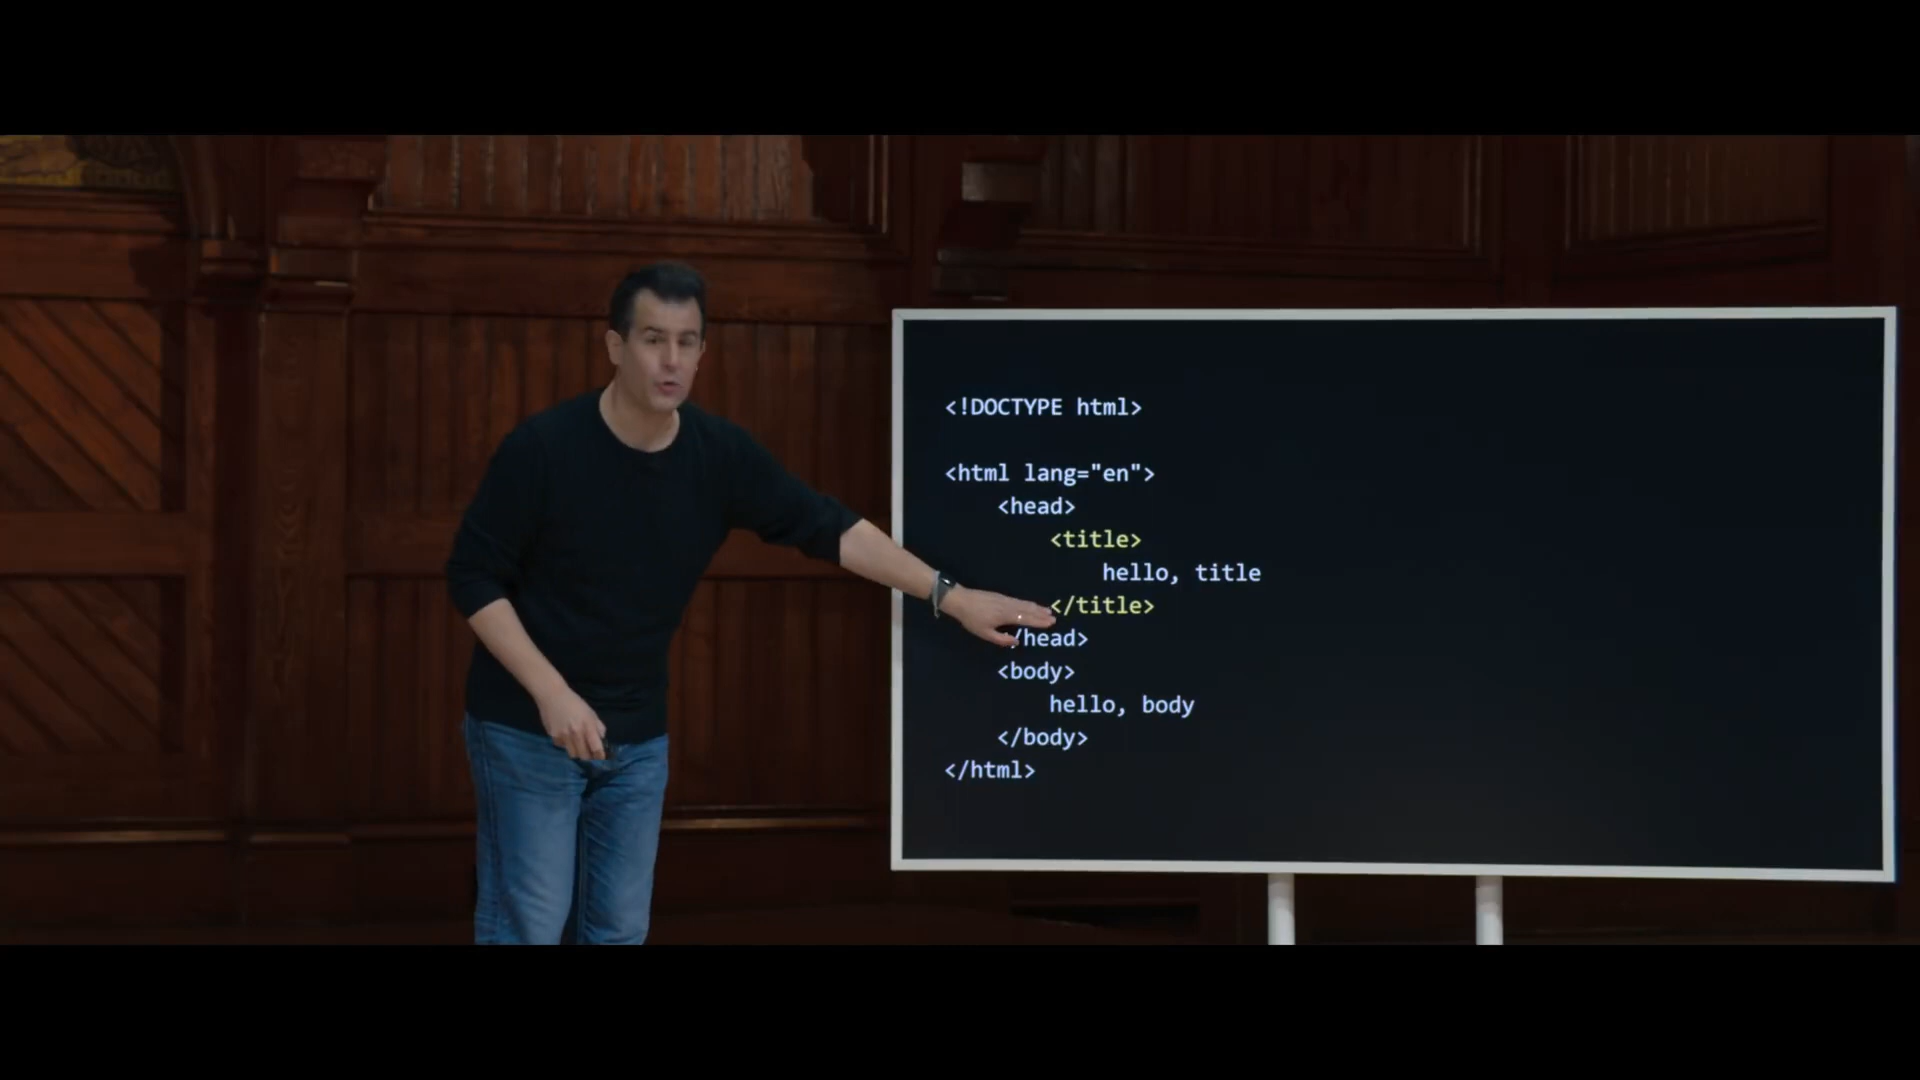 <!DOCTYPE html>
<html lang="en">
<head>
<title>
hello, title
</title>
/head>
<body>
hello, body
</body>
</html>